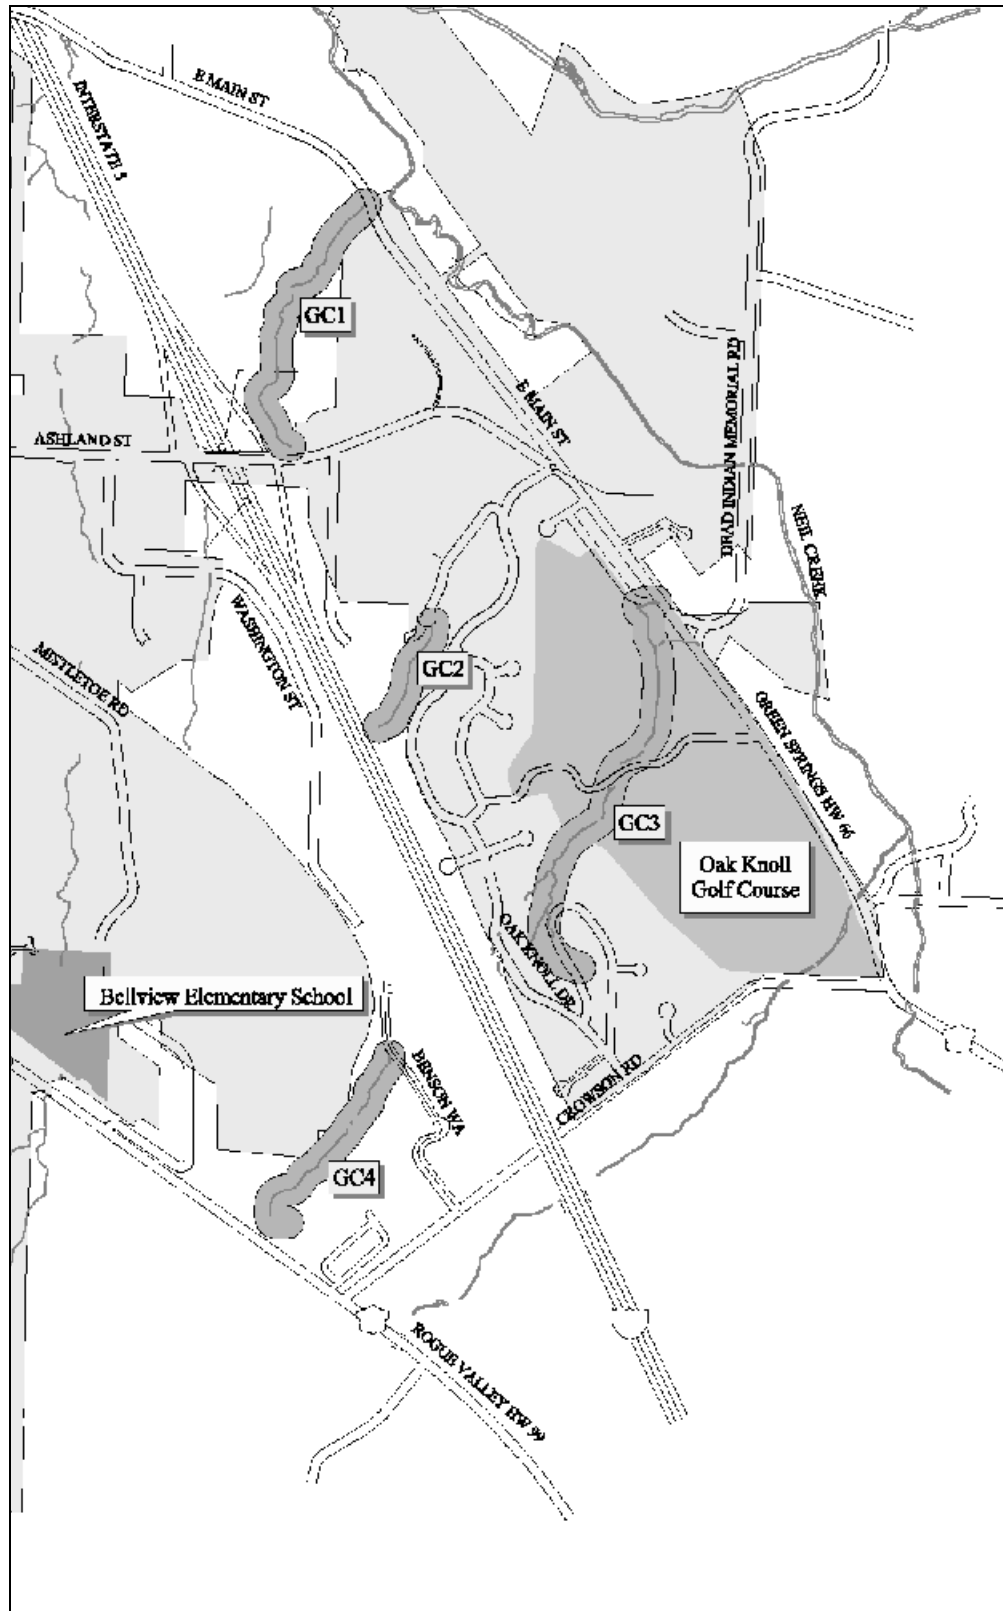 E MAIN ST
INTERSTATE 5
GC1
E MAIN ST
DEAD INDIAN MEMORIAL RD
ASHLAND ST
NEIL CREEK
WASHINGTON ST
MISTLETOE RD
GC2
GREEN SPRINGS HW 66
GC3
Oak Knoll
Golf Course
OAK KNOLL DR
Bellview Elementary School
BENSON WA
CROWSON RD
GC4
ROGUE VALLEY HW 99